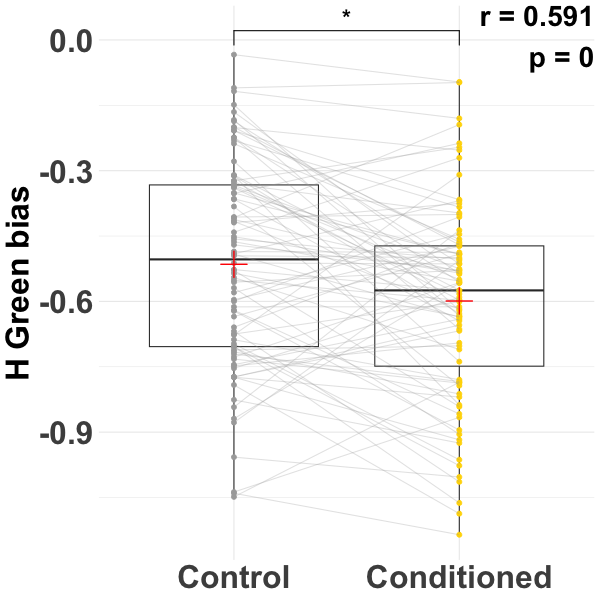 *
r = 0.591
p = 0
0.0
-0.3
-0.6
-0.9
H Green bias
Control
Conditioned